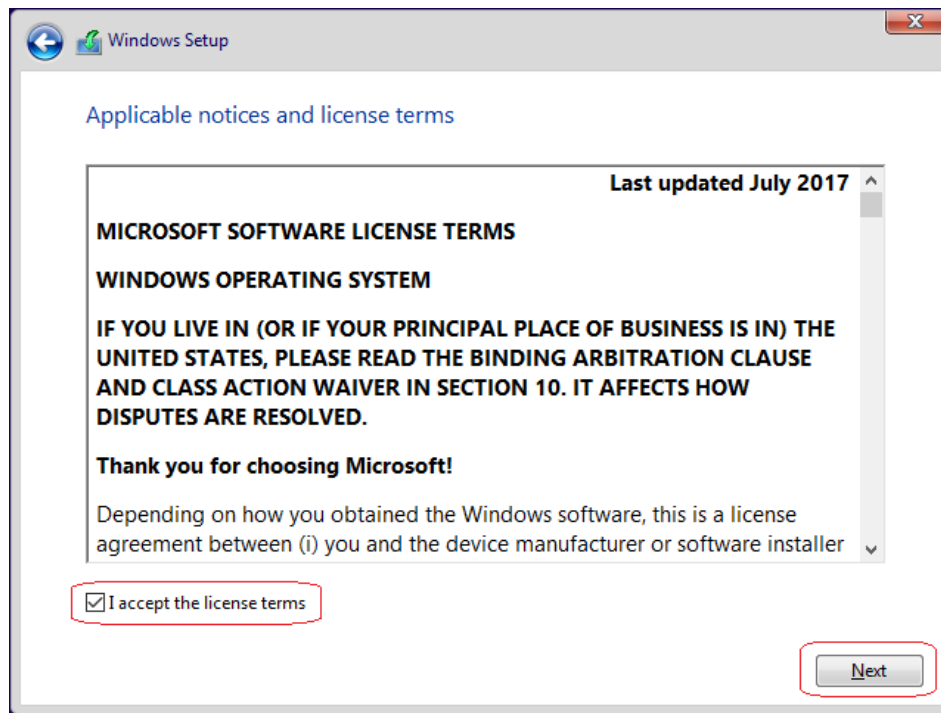 Windows Setup
Applicable notices and license terms
Last updated July 2017
MICROSOFT SOFTWARE LICENSE TERMS
WINDOWS OPERATING SYSTEM
IF YOU LIVE IN (OR IF YOUR PRINCIPAL PLACE OF BUSINESS IS IN) THE
UNITED STATES, PLEASE READ THE BINDING ARBITRATION CLAUSE
AND CLASS ACTION WAIVER IN SECTION 10. IT AFFECTS HOW
DISPUTES ARE RESOLVED.
Thank you for choosing Microsoft!
Depending on how you obtained the Windows software, this is a license
agreement between (i) you and the device manufacturer or software installer
I accept the license terms
Next